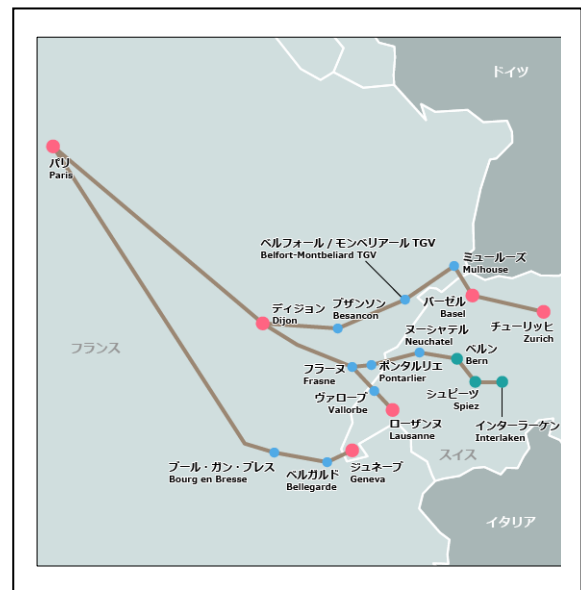 ドイツ
パリ
Paris
ベルフォール / モンベリアール TGV
Belfort-Montbeliard TGV
ミュールーズ
Mulhouse
ディジョン
Dijon
ブザンソン
Besancon
バーゼル
Basel
チューリッヒ
Zurich
フランス
ヌーシャテル
Neuchatel
ベルン
Bern
フラーヌ
Frasne
ポンタルリエ
Pontarlier
シュピーツ
Spiez
ヴァローブ
Vallorbe
ローザンヌ
Lausanne
インターラーケン
Interlaken
スイス
ブール・ガン・ブレス
Bourg en Bresse
ベルガルド
Bellegarde
ジュネーブ
Geneva
イタリア